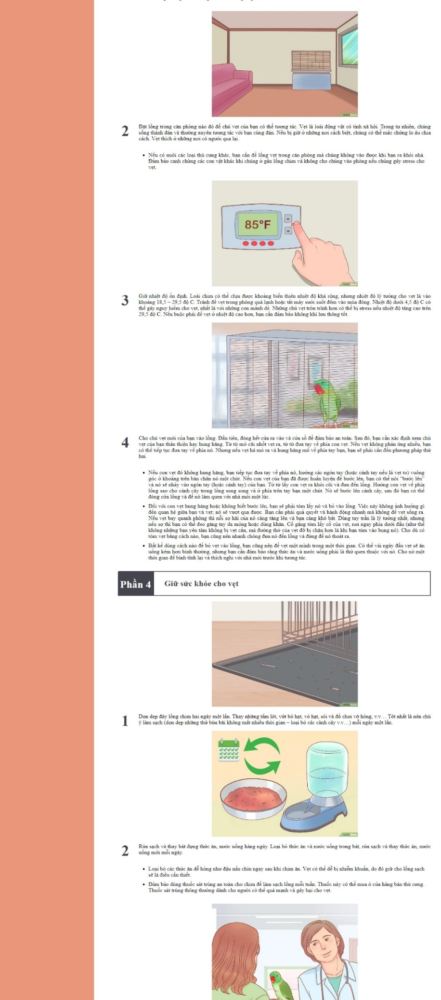 2
Đặt lồng trong căn phòng nào đó để chú vẹt của bạn có thể tương tác. Vẹt là loài động vật có tính xã hội. Trong tự nhiên, chúng
sống thành đàn và thường xuyên tương tác với bạn cùng đàn. Nếu bị giữ ở những nơi cách biệt, chúng có thể mắc chứng lo âu chia
cách. Vẹt thích ở những nơi có người qua lại.
• Nếu có nuôi các loại thú cưng khác, bạn cần để lồng vẹt trong căn phòng mà chúng không vào được khi bạn ra khỏi nhà.
Đảm bảo canh chừng các con vật khác khi chúng ở gần lồng chim và không cho chúng vào phòng nếu chúng gây stress cho
vẹt.
85°F
3
Giữ nhiệt độ ổn định. Loài chim có thể chịu được khoảng biến thiên nhiệt độ khá rộng, nhưng nhiệt độ lý tưởng cho vẹt là vào
khoảng 18,5 – 29,5 độ C. Tránh để vẹt trong phòng quá lạnh hoặc tắt máy sưởi suốt đêm vào mùa đông. Nhiệt độ dưới 4,5 độ C có
thể gây nguy hiểm cho vẹt, nhất là với những con mảnh dẻ. Những chú vẹt tròn trĩnh hơn có thể bị stress nếu nhiệt độ tăng cao trên
29,5 độ C. Nếu buộc phải để vẹt ở nhiệt độ cao hơn, bạn cần đảm bảo không khí lưu thông tốt.
4
Cho chú vẹt mới của bạn vào lồng. Đầu tiên, đóng hết cửa ra vào và cửa sổ để đảm bảo an toàn. Sau đó, bạn cần xác định xem chú
vẹt của bạn thân thiện hay hung hăng. Từ từ mở cũi nhốt vẹt ra, từ từ đưa tay về phía con vẹt. Nếu vẹt không phản ứng nhiều, bạn
có thể tiếp tục đưa tay về phía nó. Nhưng nếu vẹt há mỏ ra và hung hăng mổ về phía tay bạn, bạn sẽ phải cần đến phương pháp thứ
hai.
• Nếu con vẹt đó không hung hăng, bạn tiếp tục đưa tay về phía nó, hướng các ngón tay (hoặc cánh tay nếu là vẹt to) vuông
góc ở khoảng trên bàn chân nó một chút. Nếu con vẹt của bạn đã được huấn luyện để bước lên, bạn có thể nói “bước lên”
và nó sẽ nhảy vào ngón tay (hoặc cánh tay) của bạn. Từ từ lấy con vẹt ra khỏi cũi và đưa đến lồng. Hướng con vẹt về phía
lồng sao cho cành cây trong lồng song song và ở phía trên tay bạn một chút. Nó sẽ bước lên cành cây, sau đó bạn có thể
đóng cửa lồng và để nó làm quen với nhà mới một lúc.
• Đối với con vẹt hung hăng hoặc không biết bước lên, bạn sẽ phải tóm lấy nó và bỏ vào lồng. Việc này không ảnh hưởng gì
đến quan hệ giữa bạn và vẹt; nó sẽ vượt qua được. Bạn cần phải quả quyết và hành động nhanh mà không để vẹt sổng ra.
Nếu vẹt bay quanh phòng thì nỗi sợ hãi của nó càng tăng lên và bạn càng khó bắt. Dùng tay trần là lý tưởng nhất, nhưng
nếu sợ thì bạn có thể đeo găng tay da mỏng hoặc dùng khăn. Cố gắng tóm lấy cổ của vẹt, nơi ngay phía dưới đầu (như thế
không những bạn yên tâm không bị vẹt cắn, mà đường thở của vẹt đỡ bị chặn hơn là khi bạn túm vào bụng nó). Cho dù có
tóm vẹt bằng cách nào, bạn cũng nên nhanh chóng đưa nó đến lồng và đừng để nó thoát ra.
• Bất kể dùng cách nào để bỏ vẹt vào lồng, bạn cũng nên để vẹt một mình trong một thời gian. Có thể vài ngày đầu vẹt sẽ ăn
uống kém hơn bình thường, nhưng bạn cần đảm bảo rằng thức ăn và nước uống phải là thứ quen thuộc với nó. Cho nó một
thời gian để bình tĩnh lại và thích nghi với nhà mới trước khi tương tác.
Phần 4 Giữ sức khỏe cho vẹt
1
Dọn dẹp đáy lồng chim hai ngày một lần. Thay những tấm lót, vứt bỏ hạt, vỏ hạt, sỏi và đồ chơi vỡ hỏng, v.v… Tốt nhất là nên chú
ý làm sạch (dọn dẹp những thứ bừa bãi không mất nhiều thời gian – loại bỏ các cành cây v.v…) mỗi ngày một lần.
2
Rửa sạch và thay bát đựng thức ăn, nước uống hàng ngày. Loại bỏ thức ăn và nước uống trong bát, rửa sạch và thay thức ăn, nước
uống mới mỗi ngày.
• Loại bỏ các thức ăn dễ hỏng như đậu nấu chín ngay sau khi chim ăn. Vẹt có thể dễ bị nhiễm khuẩn, do đó giữ cho lồng sạch
sẽ là điều cần thiết.
• Đảm bảo dùng thuốc sát trùng an toàn cho chim để làm sạch lồng mỗi tuần. Thuốc này có thể mua ở cửa hàng bán thú cưng.
Thuốc sát trùng thông thường dành cho người có thể quá mạnh và gây hại cho vẹt.